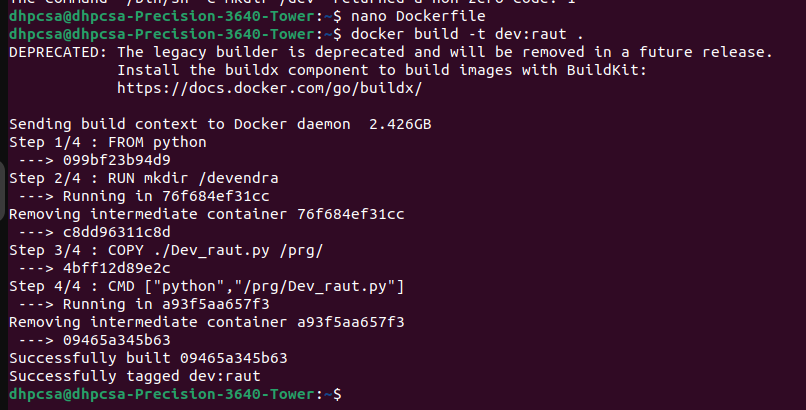 The command '/bin/sh -c mkdir /dev' returned a non-zero code: 1
dhpcsa@dhpcsa-Precision-3640-Tower:~$ nano Dockerfile
dhpcsa@dhpcsa-Precision-3640-Tower:~$ docker build -t dev:raut .
DEPRECATED: The legacy builder is deprecated and will be removed in a future release.
            Install the buildx component to build images with BuildKit:
            https://docs.docker.com/go/buildx/

Sending build context to Docker daemon  2.426GB
Step 1/4 : FROM python
 ---> 099bf23b94d9
Step 2/4 : RUN mkdir /devendra
 ---> Running in 76f684ef31cc
Removing intermediate container 76f684ef31cc
 ---> c8dd96311c8d
Step 3/4 : COPY ./Dev_raut.py /prg/
 ---> 4bff12d89e2c
Step 4/4 : CMD ["python","/prg/Dev_raut.py"]
 ---> Running in a93f5aa657f3
Removing intermediate container a93f5aa657f3
 ---> 09465a345b63
Successfully built 09465a345b63
Successfully tagged dev:raut
dhpcsa@dhpcsa-Precision-3640-Tower:~$